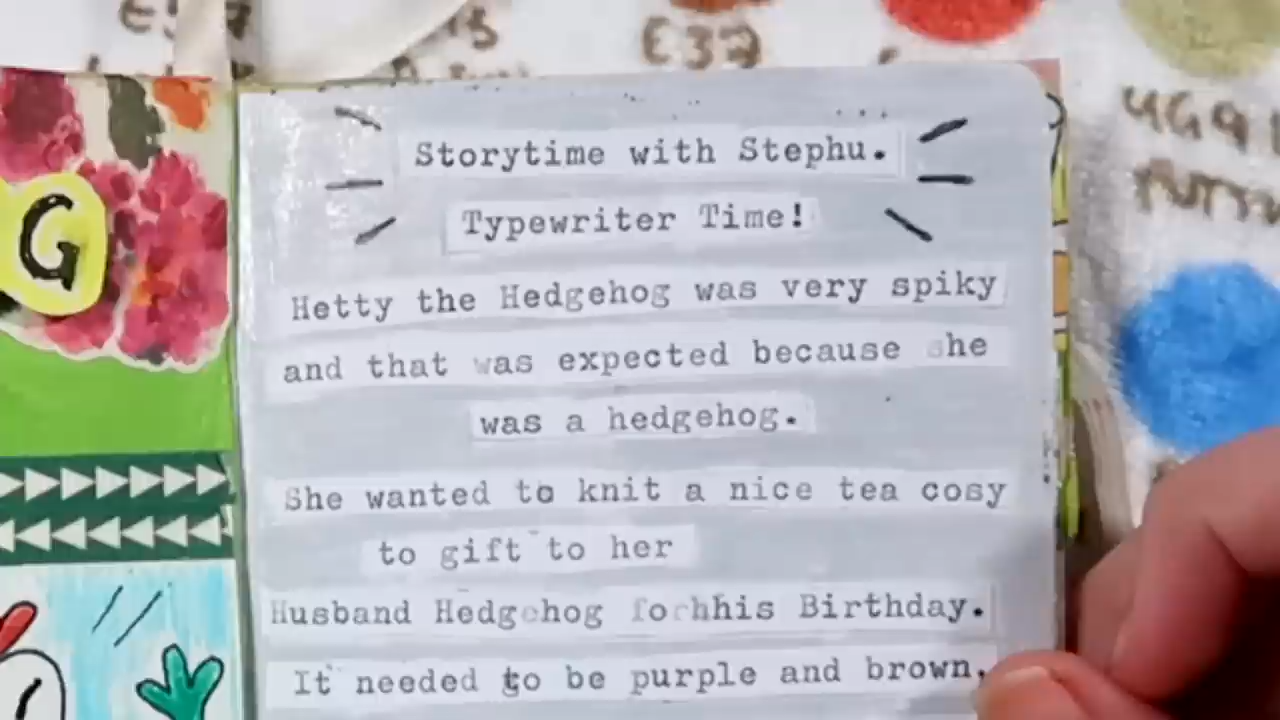 E37
G
Storytime with Stephu.
Typewriter Time!
Hetty the Hedgehog was very spiky
and that was expected because she
was a hedgehog.
She wanted to knit a nice tea cosy
to gift to her
Husband Hedgehog for hhis Birthday.
It needed to be purple and brown,